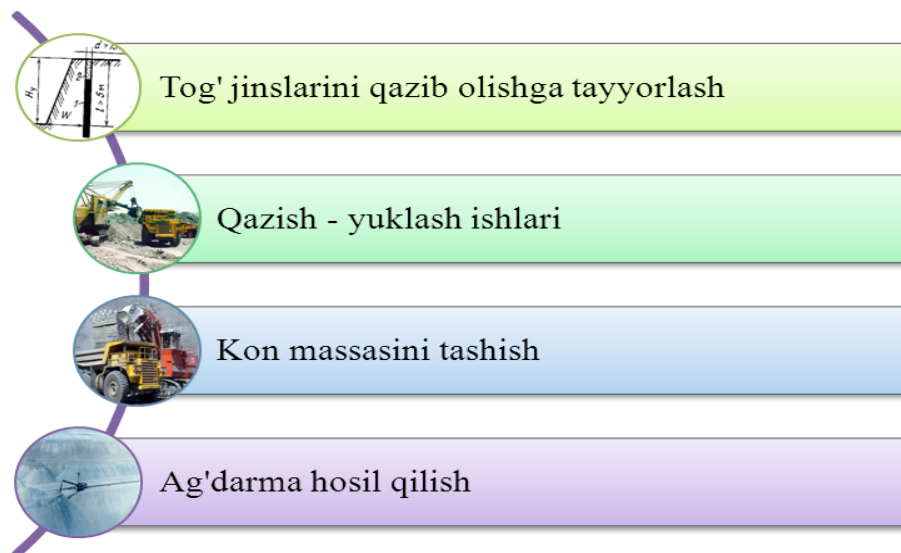 Tog' jinslarini qazib olishga tayyorlash
Qazish - yuklash ishlari
Kon massasini tashish
Ag'darma hosil qilish